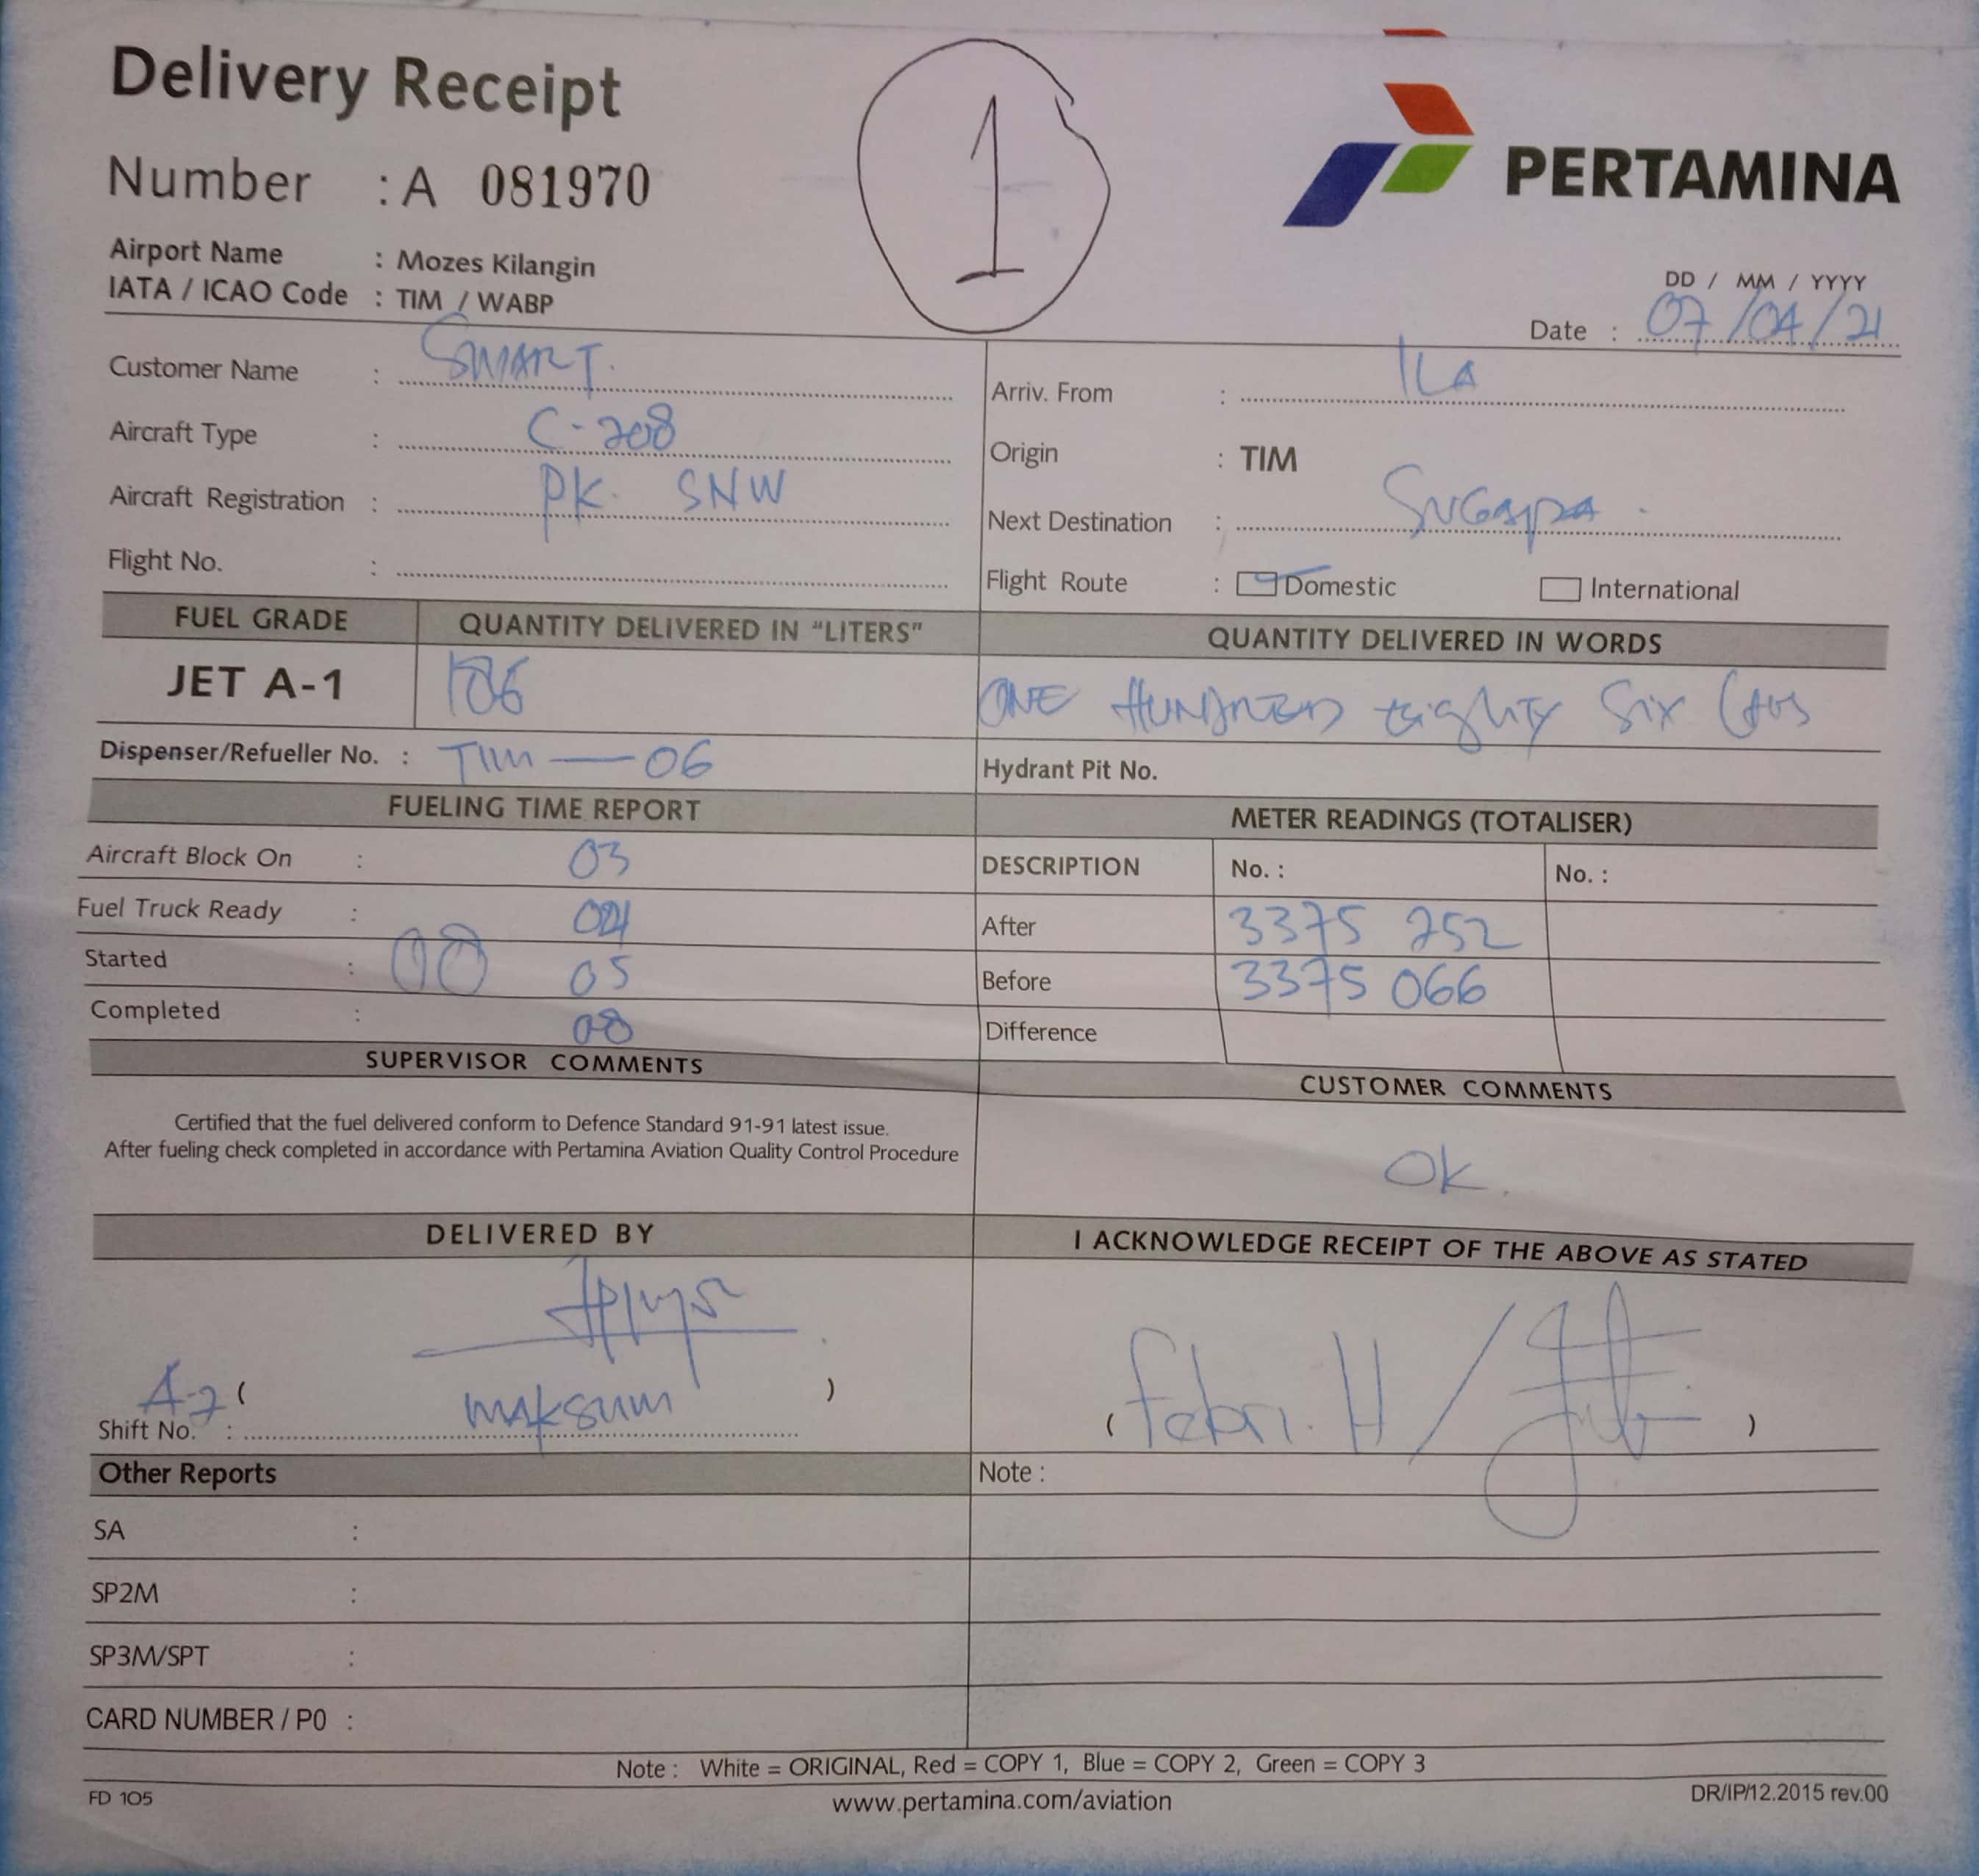 Delivery Receipt
1
PERTAMINA
Number : A 081970
Airport Name : Mozes Kilangin
IATA / ICAO Code : TIM / WABP
DD / MM / YYYY
Date : 07/04/21
Customer Name : SMART.
Arriv. From : ILA
Aircraft Type : C-208
Origin : TIM
Aircraft Registration : PK. SNW
Next Destination : SUGAPA.
Flight No. :
Flight Route : Domestic International
FUEL GRADE QUANTITY DELIVERED IN “LITERS” QUANTITY DELIVERED IN WORDS
JET A-1 186 ONE HUNDRED Eighty Six
Dispenser/Refueller No. : TIM — 06 Hydrant Pit No.
FUELING TIME REPORT METER READINGS (TOTALISER)
Aircraft Block On : 03 DESCRIPTION No. : No. :
Fuel Truck Ready : 04 After 3375 252
Started : 00 05 Before 3375 066
Completed : 08 Difference
SUPERVISOR COMMENTS CUSTOMER COMMENTS
Certified that the fuel delivered conform to Defence Standard 91-91 latest issue.
After fueling check completed in accordance with Pertamina Aviation Quality Control Procedure
OK.
DELIVERED BY I ACKNOWLEDGE RECEIPT OF THE ABOVE AS STATED
A-2 ( maksum ) ( Febri. H / )
Shift No. :
Other Reports Note :
SA :
SP2M :
SP3M/SPT :
CARD NUMBER / P0 :
Note : White = ORIGINAL, Red = COPY 1, Blue = COPY 2, Green = COPY 3
FD 105 www.pertamina.com/aviation DR/IP/12.2015 rev.00